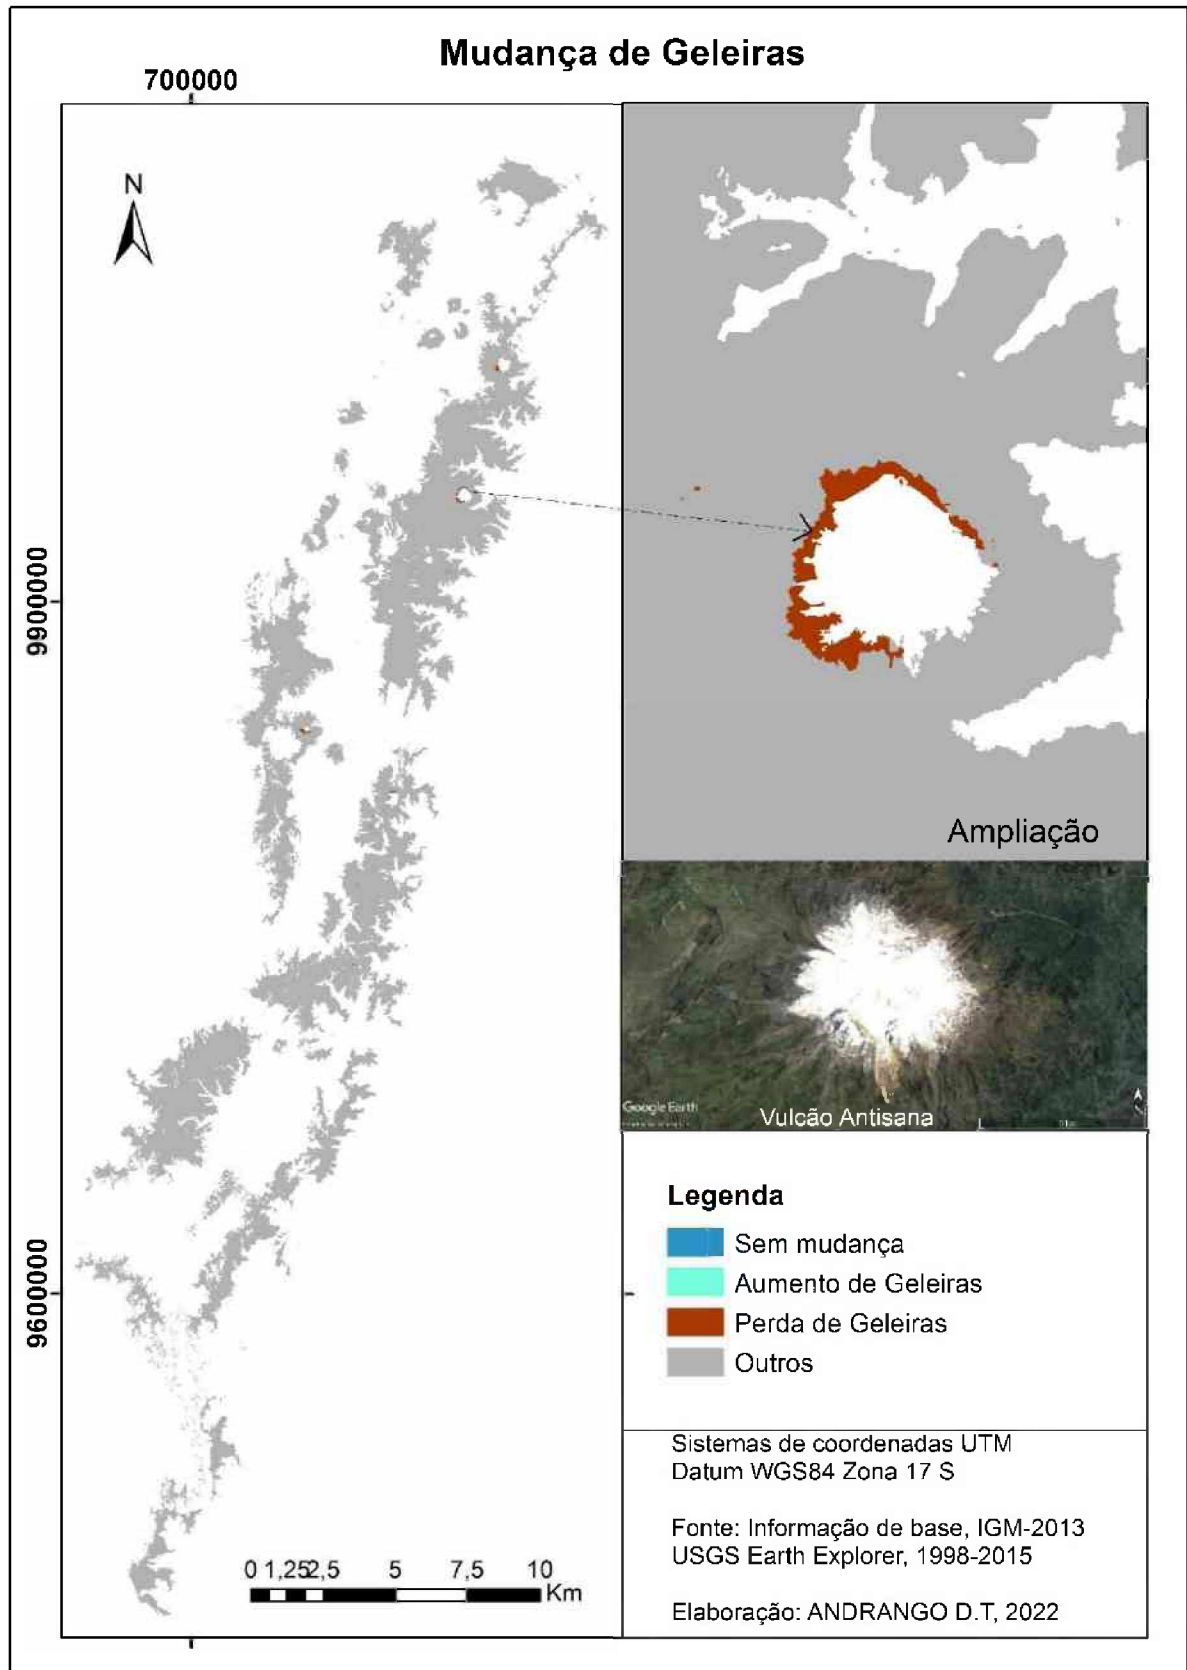 Mudança de Geleiras
700000
N
9900000
9600000
0 1,252,5 5 7,5 10
Km
Ampliação
Google Earth
Vulcão Antisana
Legenda
Sem mudança
Aumento de Geleiras
Perda de Geleiras
Outros
Sistemas de coordenadas UTM
Datum WGS84 Zona 17 S
Fonte: Informação de base, IGM-2013
USGS Earth Explorer, 1998-2015
Elaboração: ANDRANGO D.T, 2022